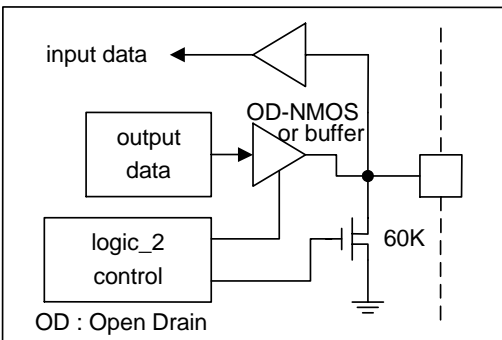 input data
OD-NMOS
or buffer
output
data
logic_2
control
60K
OD : Open Drain